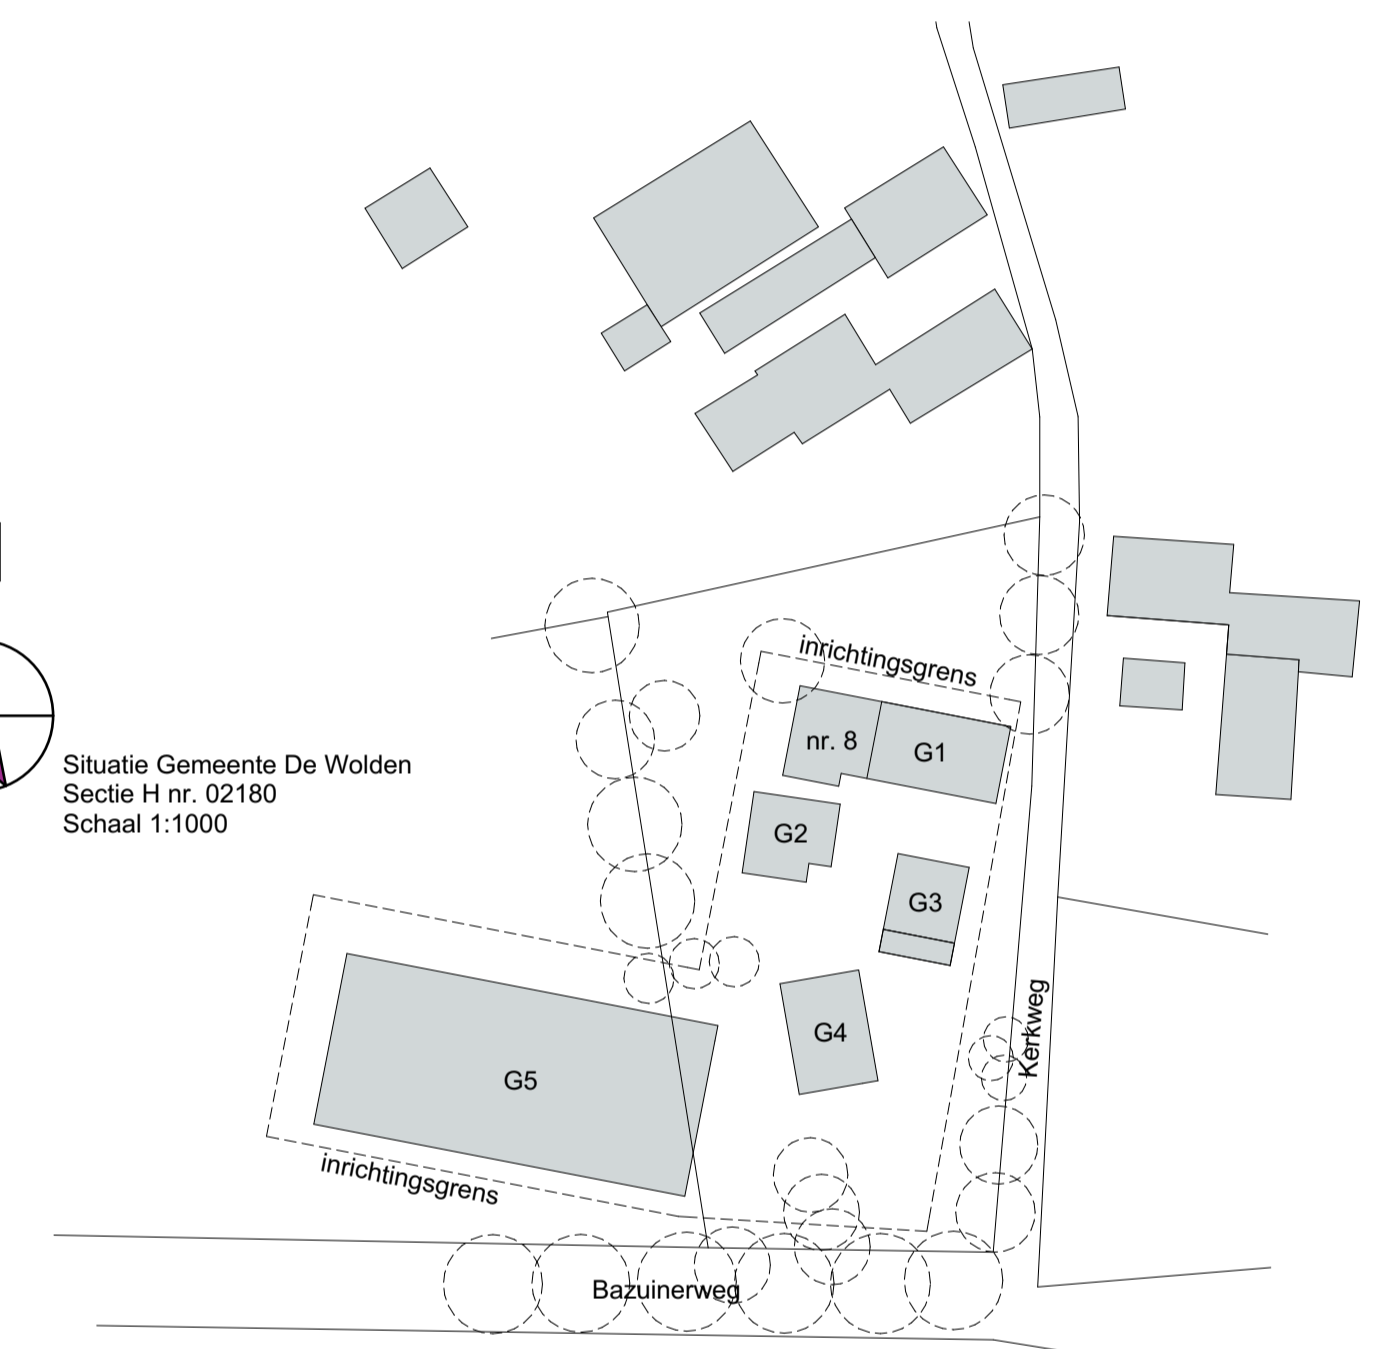 inrichtingsgrens
nr. 8
G1
Situatie Gemeente De Wolden
Sectie H nr. 02180
Schaal 1:1000
G2
G3
Kerkweg
G4
G5
inrichtingsgrens
Bazuinerweg